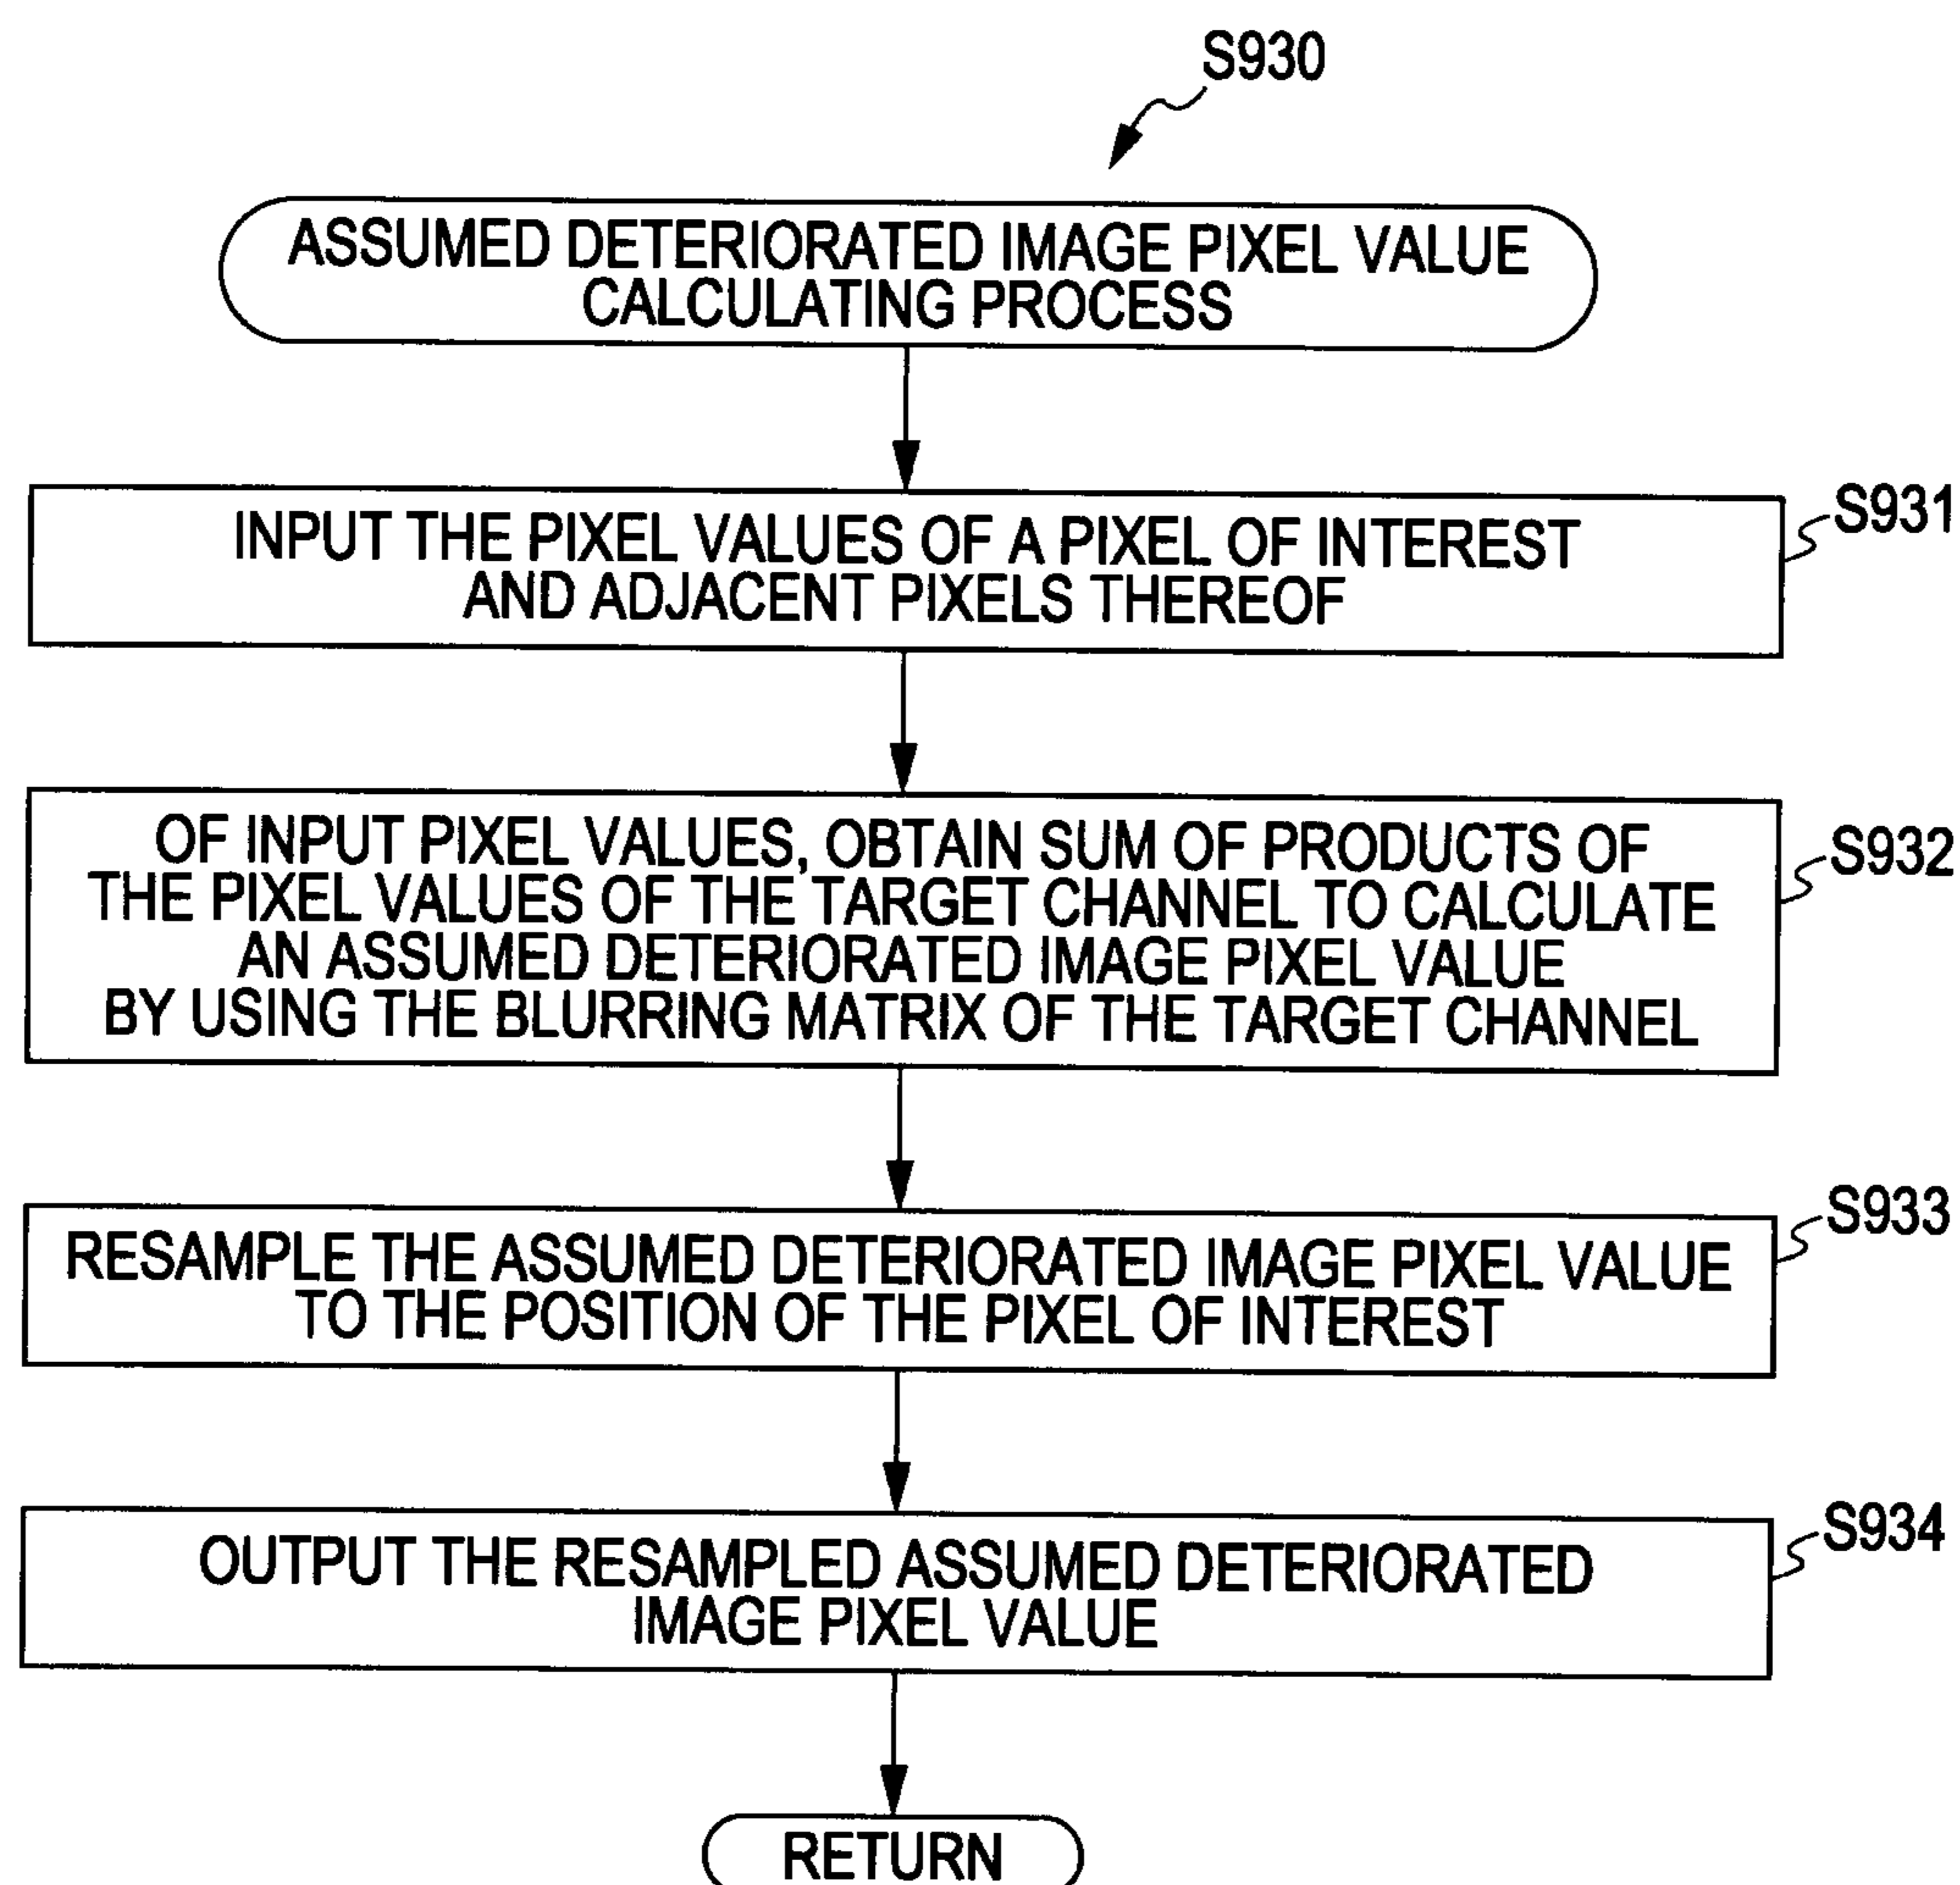 S930
ASSUMED DETERIORATED IMAGE PIXEL VALUE
CALCULATING PROCESS
INPUT THE PIXEL VALUES OF A PIXEL OF INTEREST
AND ADJACENT PIXELS THEREOF
S931
OF INPUT PIXEL VALUES, OBTAIN SUM OF PRODUCTS OF
THE PIXEL VALUES OF THE TARGET CHANNEL TO CALCULATE
AN ASSUMED DETERIORATED IMAGE PIXEL VALUE
BY USING THE BLURRING MATRIX OF THE TARGET CHANNEL
S932
RESAMPLE THE ASSUMED DETERIORATED IMAGE PIXEL VALUE
TO THE POSITION OF THE PIXEL OF INTEREST
S933
OUTPUT THE RESAMPLED ASSUMED DETERIORATED
IMAGE PIXEL VALUE
S934
RETURN